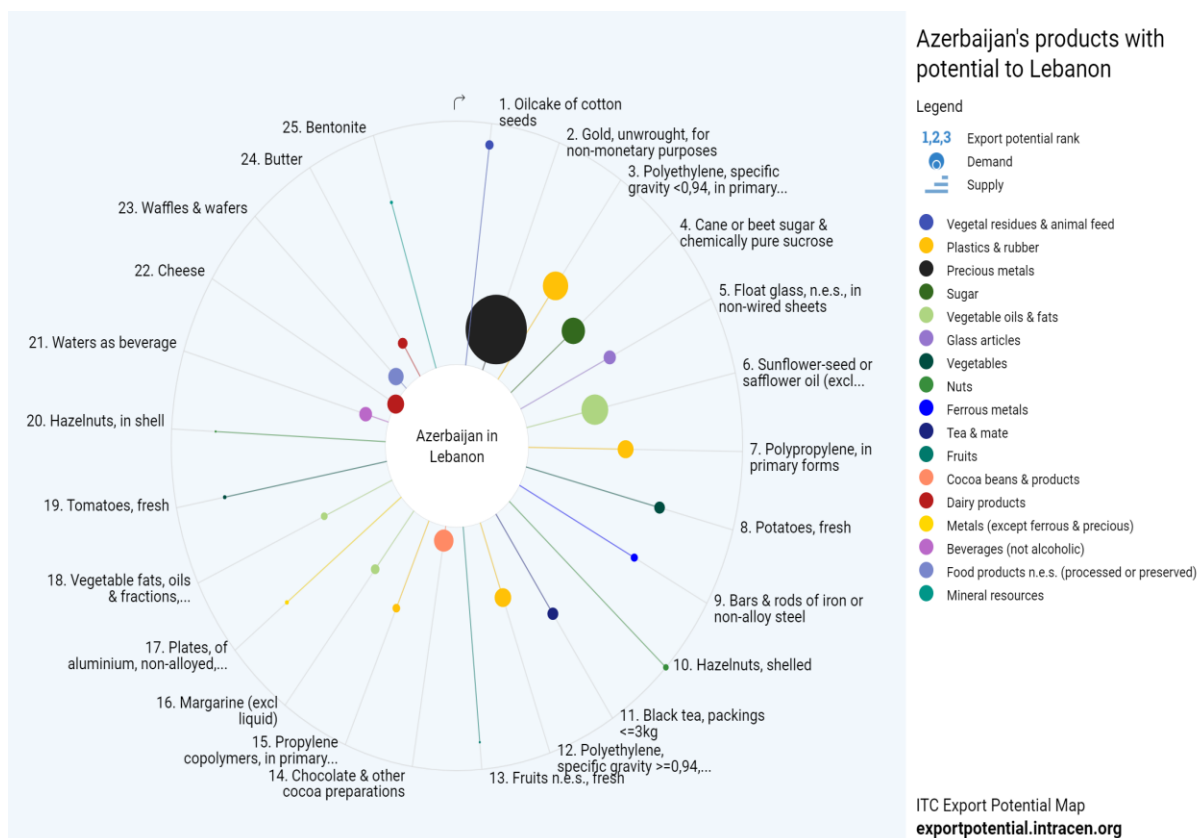 Azerbaijan's products with
potential to Lebanon
Legend
1,2,3 Export potential rank
Demand
Supply
Vegetal residues & animal feed
Plastics & rubber
Precious metals
Sugar
Vegetable oils & fats
Glass articles
Vegetables
Nuts
Ferrous metals
Tea & mate
Fruits
Cocoa beans & products
Dairy products
Metals (except ferrous & precious)
Beverages (not alcoholic)
Food products n.e.s. (processed or preserved)
Mineral resources
1. Oilcake of cotton
seeds
2. Gold, unwrought, for
non-monetary purposes
3. Polyethylene, specific
gravity <0,94, in primary...
4. Cane or beet sugar &
chemically pure sucrose
5. Float glass, n.e.s., in
non-wired sheets
6. Sunflower-seed or
safflower oil (excl...
7. Polypropylene, in
primary forms
8. Potatoes, fresh
9. Bars & rods of iron or
non-alloy steel
10. Hazelnuts, shelled
11. Black tea, packings
<=3kg
12. Polyethylene,
specific gravity >=0,94,...
13. Fruits n.e.s., fresh
14. Chocolate & other
cocoa preparations
15. Propylene
copolymers, in primary...
16. Margarine (excl
liquid)
17. Plates, of
aluminium, non-alloyed,...
18. Vegetable fats, oils
& fractions,...
19. Tomatoes, fresh
20. Hazelnuts, in shell
21. Waters as beverage
22. Cheese
23. Waffles & wafers
24. Butter
25. Bentonite
Azerbaijan in
Lebanon
ITC Export Potential Map
exportpotential.intracen.org